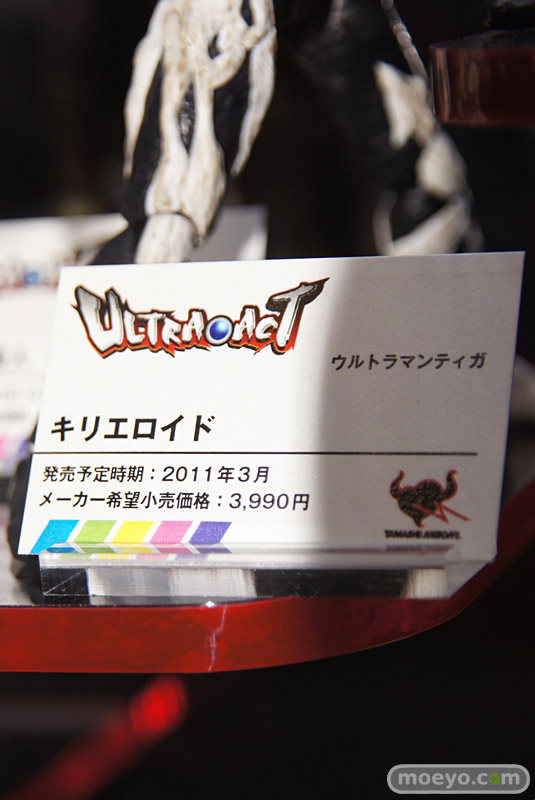 ULTRA ACT
ウルトラマンティガ
キリエロイド
発売予定時期：2011年3月
メーカー希望小売価格：3,990円
TAMASHII NATIONS
moeyo.com